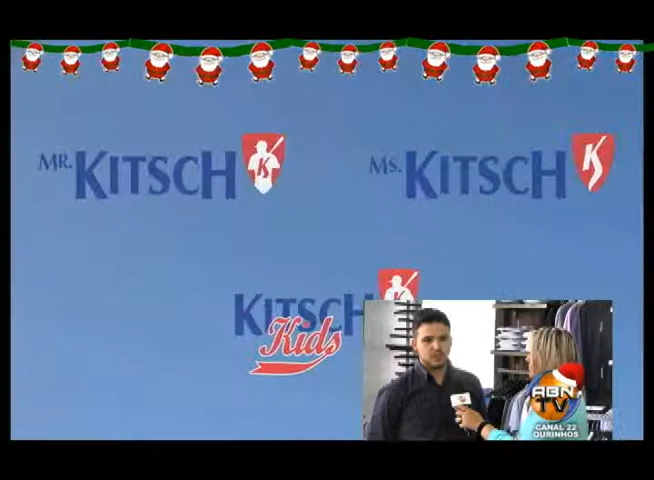 MR. KITSCH K
MS. KITSCH K
KITSCH
Kids
ABN
TV
CANAL 22
OURINHOS